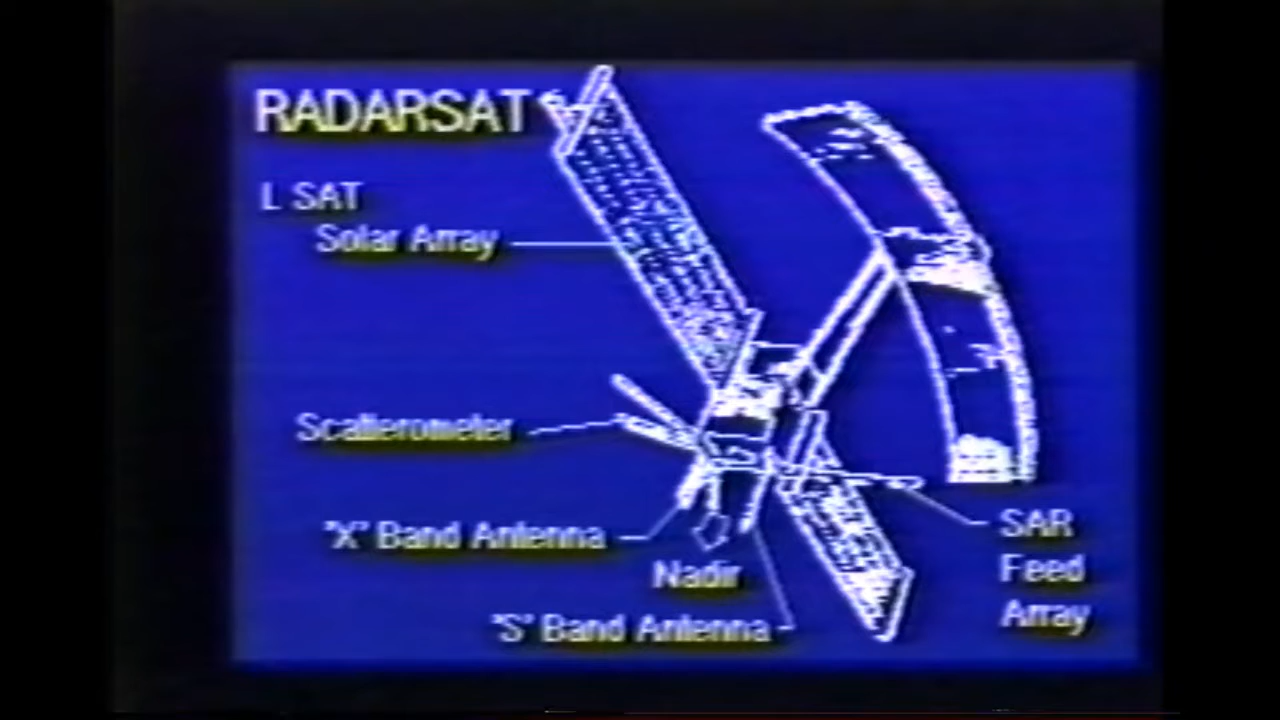 RADARSAT
L SAT
Solar Array
Scatterometer
"X" Band Antenna
Nadir
"S" Band Antenna
SAR
Feed
Array